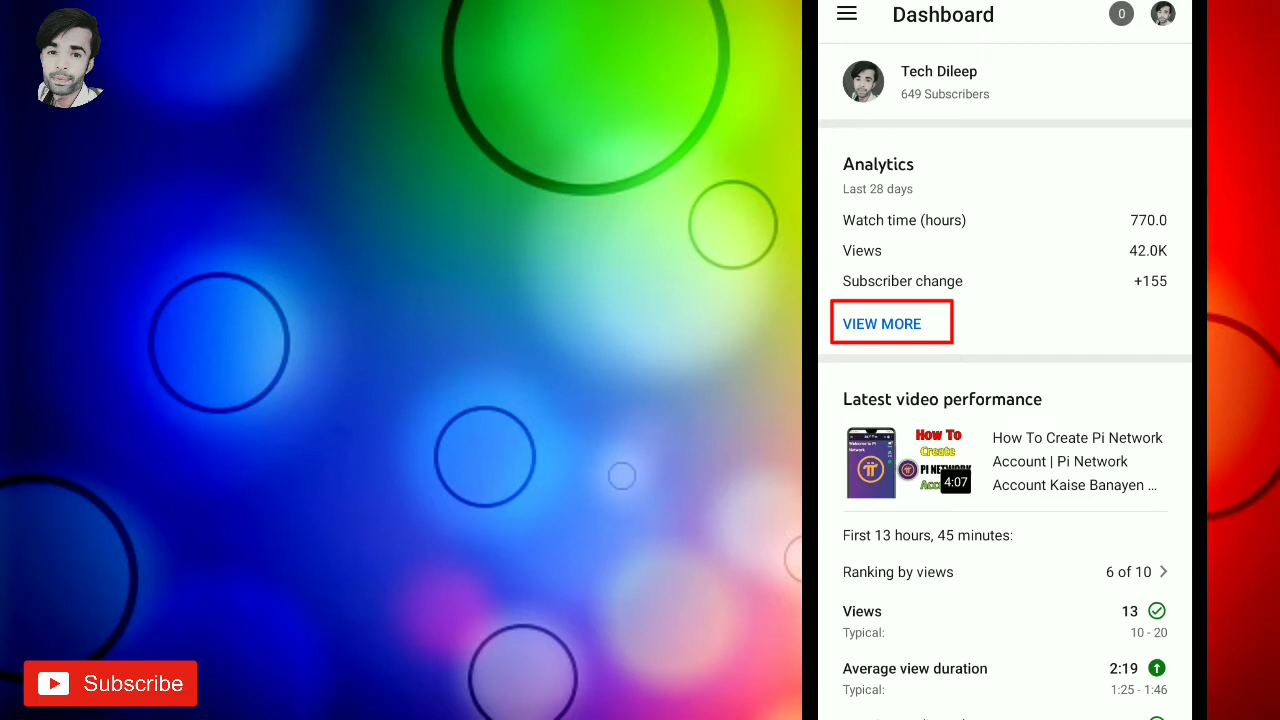 Dashboard
0
Tech Dileep
649 Subscribers
Analytics
Last 28 days
Watch time (hours) 770.0
Views 42.0K
Subscriber change +155
VIEW MORE
Latest video performance
How To
Create
PI NETWORK
4:07
How To Create Pi Network
Account | Pi Network
Account Kaise Banayen ...
First 13 hours, 45 minutes:
Ranking by views 6 of 10
Views 13
Typical: 10 - 20
Average view duration 2:19
Typical: 1:25 - 1:46
Subscribe